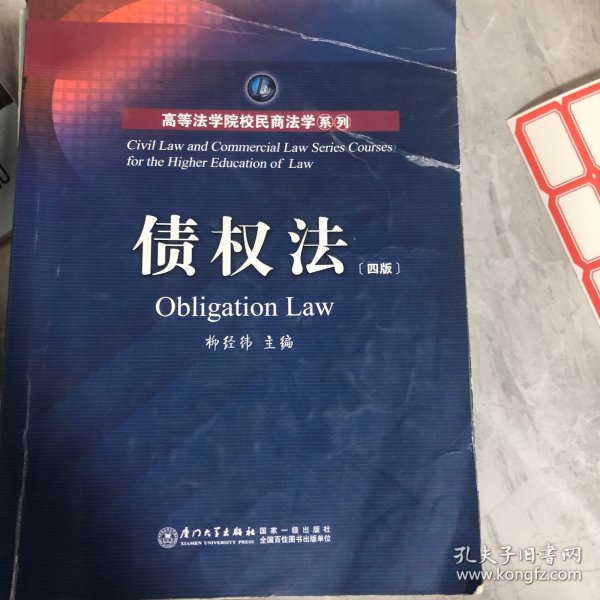 高等法学院校民商法学系列
Civil Law and Commercial Law Series Courses
for the Higher Education of Law
债权法〔四版〕
Obligation Law
柳经纬 主编
厦门大学出版社 国家一级出版社
XIAMEN UNIVERSITY PRESS 全国百佳图书出版单位
孔夫子旧书网
www.kongfz.com